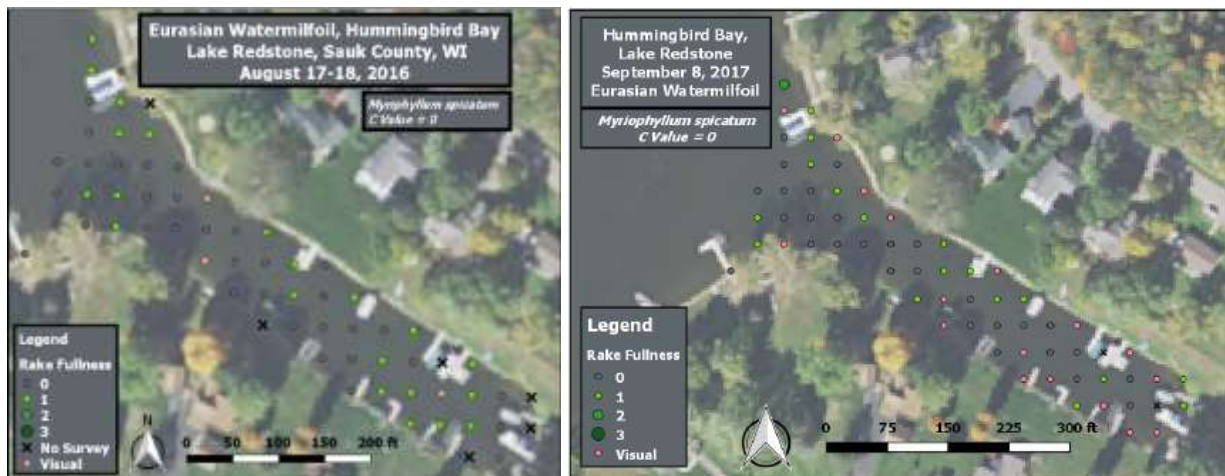 Eurasian Watermilfoil, Hummingbird Bay
Lake Redstone, Sauk County, WI
August 17-18, 2016
Myriophyllum spicatum
C Value = 0
Legend
Rake Fullness
0
1
2
3
No Survey
Visual
N
0 50 100 150 200 ft
Hummingbird Bay,
Lake Redstone
September 8, 2017
Eurasian Watermilfoil
Myriophyllum spicatum
C Value = 0
Legend
Rake Fullness
0
1
2
3
Visual
0 75 150 225 300 ft